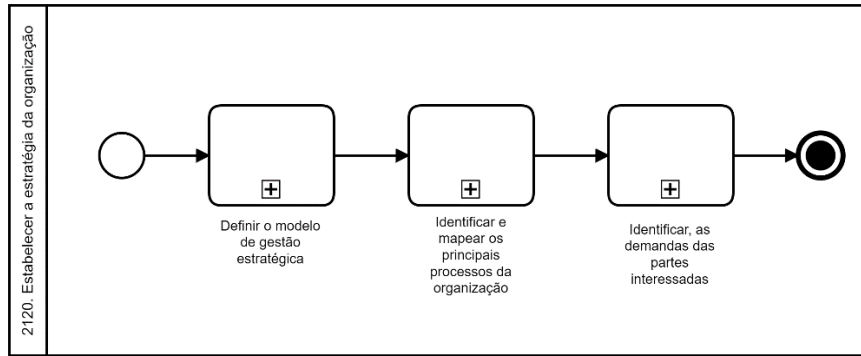 2120. Estabelecer a estratégia da organização
Definir o modelo
de gestão
estratégica
Identificar e
mapear os
principais
processos da
organização
Identificar, as
demandas das
partes
interessadas